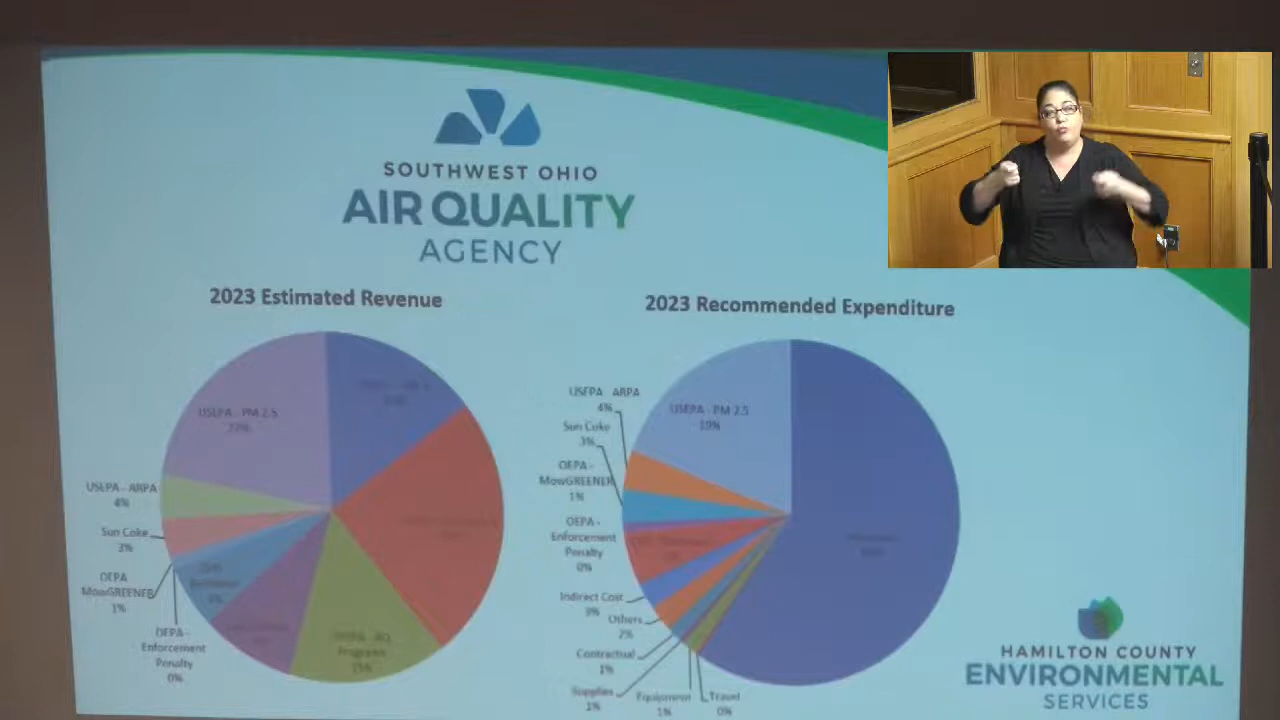 SOUTHWEST OHIO
AIR QUALITY
AGENCY
2023 Estimated Revenue
USEPA - PM 2.5
22%
USEPA - ARPA
4%
Sun Coke
3%
OEPA
MowGREENER
1%
OEPA -
Enforcement
Penalty
0%
Programs
15%
2023 Recommended Expenditure
USEPA - ARPA
4%
USEPA - PM 2.5
19%
Sun Coke
3%
OEPA -
MowGREENER
1%
OEPA -
Enforcement
Penalty
0%
Indirect Cost
3%
Others
2%
Contractual
1%
Supplies
1%
Equipment
1%
Travel
0%
HAMILTON COUNTY
ENVIRONMENTAL
SERVICES